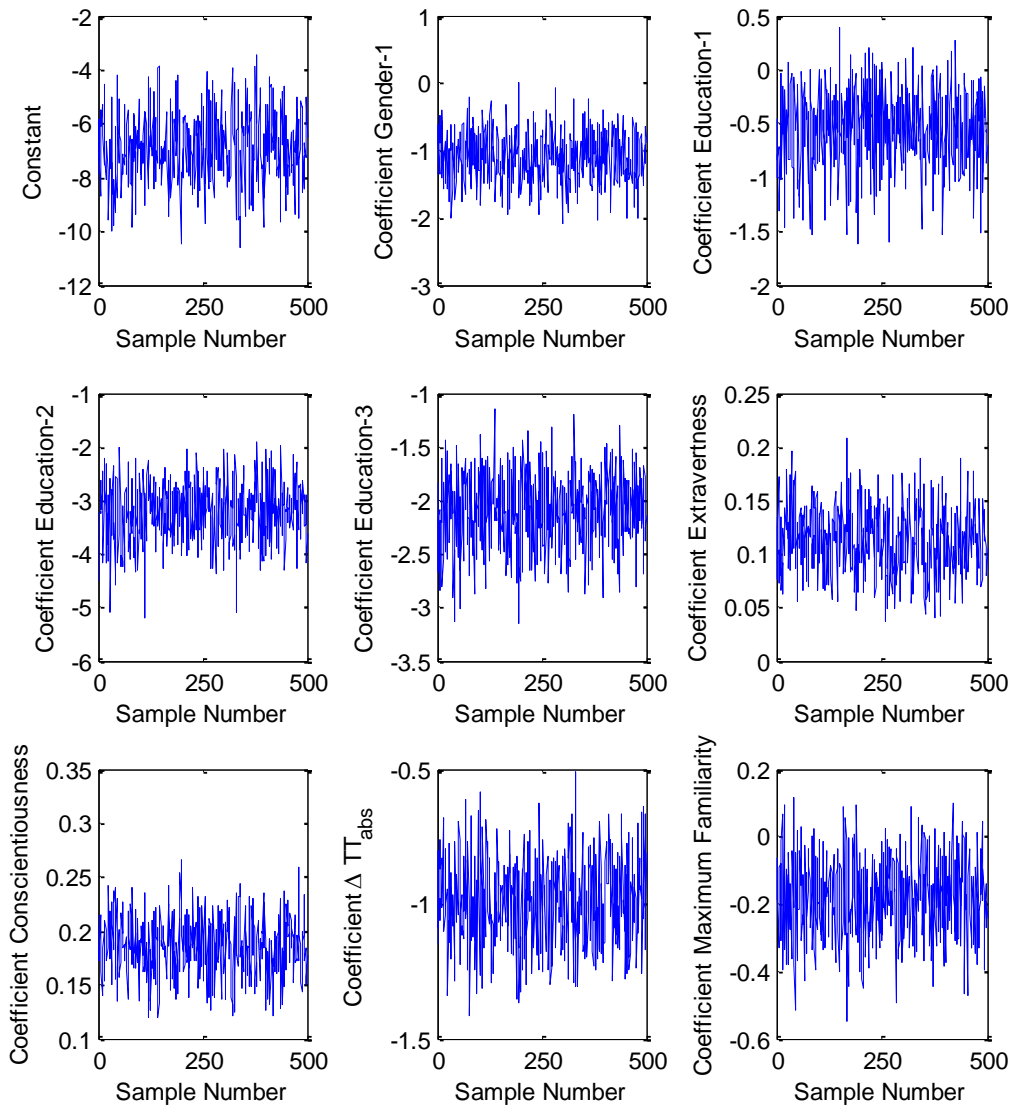 Constant
-2
-4
-6
-8
-10
-12
0 250 500
Sample Number
Coefficient Gender-1
1
0
-1
-2
-3
0 250 500
Sample Number
Coefficient Education-1
0.5
0
-0.5
-1
-1.5
-2
0 250 500
Sample Number
Coefficient Education-2
-1
-2
-3
-4
-5
-6
0 250 500
Sample Number
Coefficient Education-3
-1
-1.5
-2
-2.5
-3
-3.5
0 250 500
Sample Number
Coefficient Extravertness
0.25
0.2
0.15
0.1
0.05
0
0 250 500
Sample Number
Coefficient Conscientiousness
0.35
0.3
0.25
0.2
0.15
0.1
0 250 500
Sample Number
Coefficient Δ TT_abs
-0.5
-1
-1.5
0 250 500
Sample Number
Coefficient Maximum Familiarity
0.2
0
-0.2
-0.4
-0.6
0 250 500
Sample Number